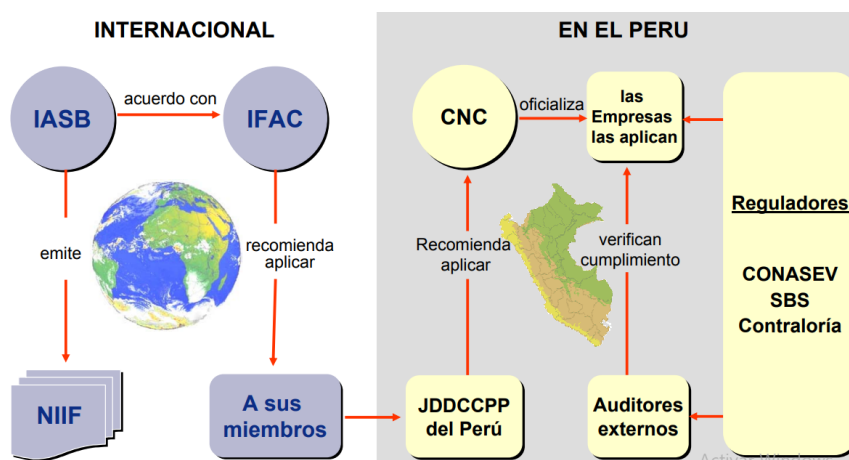 INTERNACIONAL
IASB
acuerdo con
IFAC
emite
recomienda
aplicar
NIIF
A sus
miembros
EN EL PERU
CNC
oficializa
las
Empresas
las aplican
Recomienda
aplicar
verifican
cumplimiento
JDDCCPP
del Perú
Auditores
externos
Reguladores
CONASEV
SBS
Contraloría